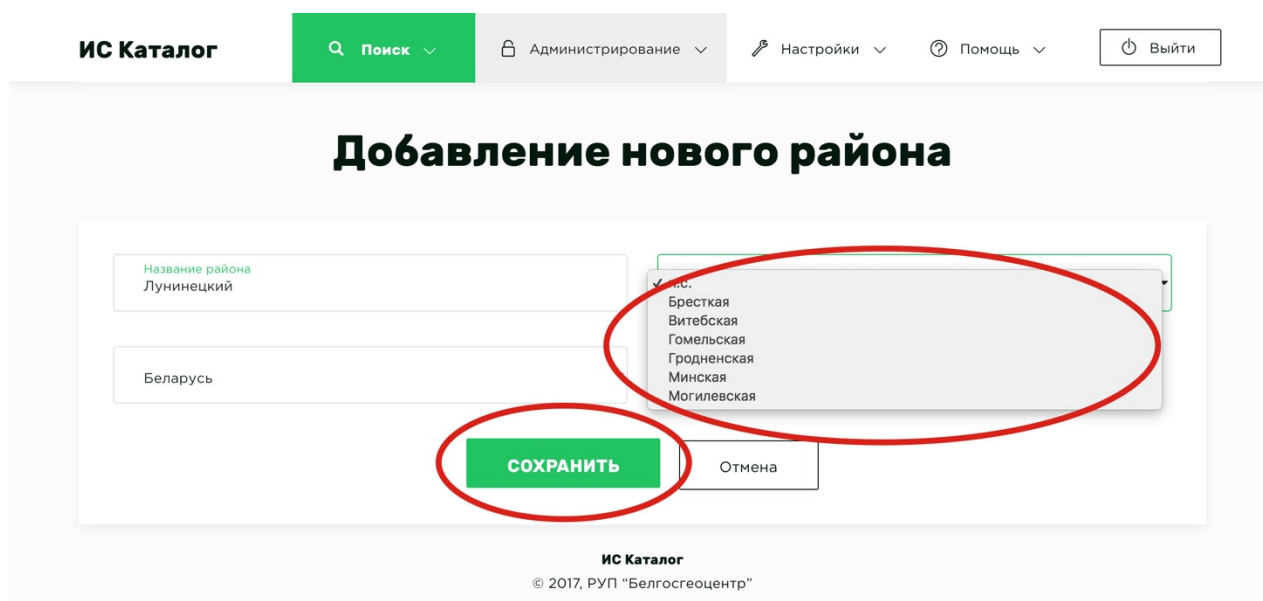 ИС Каталог
Поиск
Администрирование
Настройки
Помощь
Выйти
Добавление нового района
Название района
Лунинецкий
Бресткая
Витебская
Гомельская
Гродненская
Минская
Могилевская
Беларусь
СОХРАНИТЬ
Отмена
ИС Каталог
© 2017, РУП “Белгосгеоцентр”